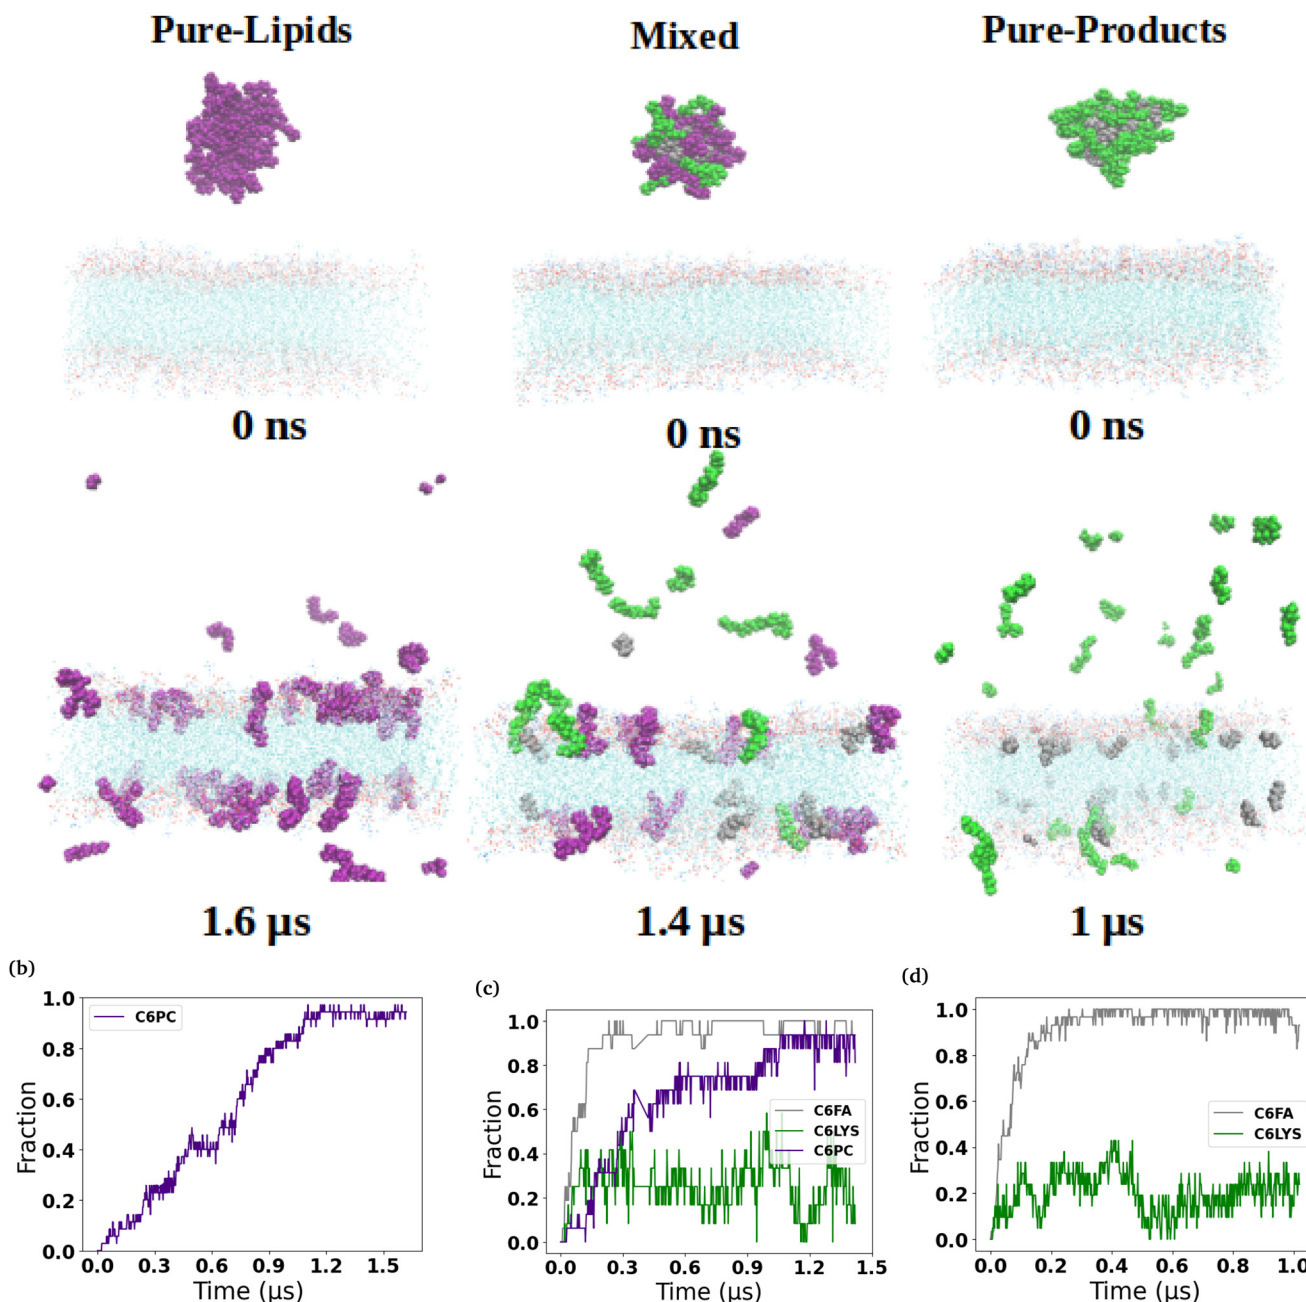 Pure-Lipids
Mixed
Pure-Products
0 ns
0 ns
0 ns
1.6 μs
1.4 μs
1 μs
(b)
1.0
0.8
0.6
0.4
0.2
0.0
Fraction
C6PC
0.0 0.3 0.6 0.9 1.2 1.5
Time (μs)
(c)
1.0
0.8
0.6
0.4
0.2
0.0
Fraction
C6FA
C6LYS
C6PC
0.0 0.3 0.6 0.9 1.2 1.5
Time (μs)
(d)
1.0
0.8
0.6
0.4
0.2
0.0
Fraction
C6FA
C6LYS
0.0 0.2 0.4 0.6 0.8 1.0
Time (μs)